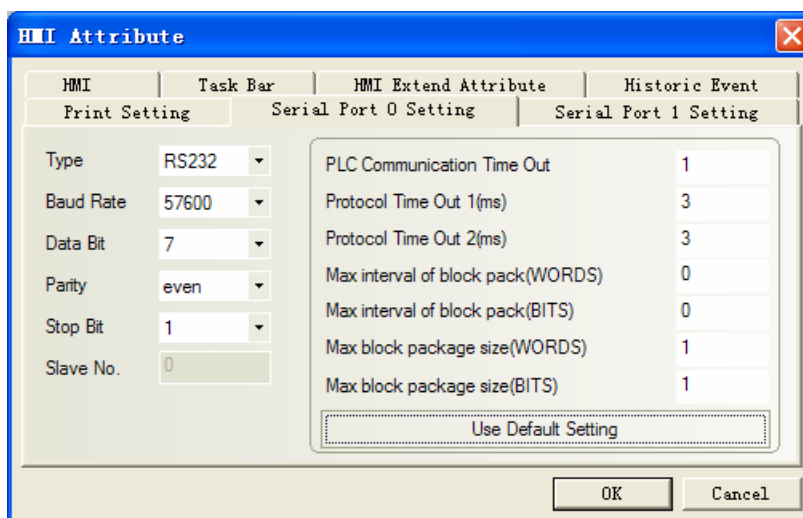 HMI Attribute
HMI Task Bar HMI Extend Attribute Historic Event
Print Setting Serial Port 0 Setting Serial Port 1 Setting
Type RS232
Baud Rate 57600
Data Bit 7
Parity even
Stop Bit 1
Slave No. 0
PLC Communication Time Out 1
Protocol Time Out 1(ms) 3
Protocol Time Out 2(ms) 3
Max interval of block pack(WORDS) 0
Max interval of block pack(BITS) 0
Max block package size(WORDS) 1
Max block package size(BITS) 1
Use Default Setting
OK Cancel